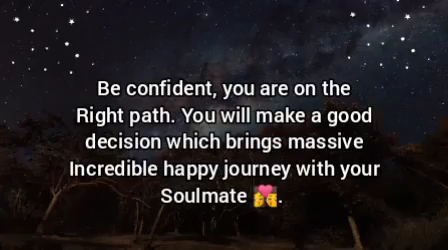 Be confident, you are on the
Right path. You will make a good
decision which brings massive
Incredible happy journey with your
Soulmate 💏.